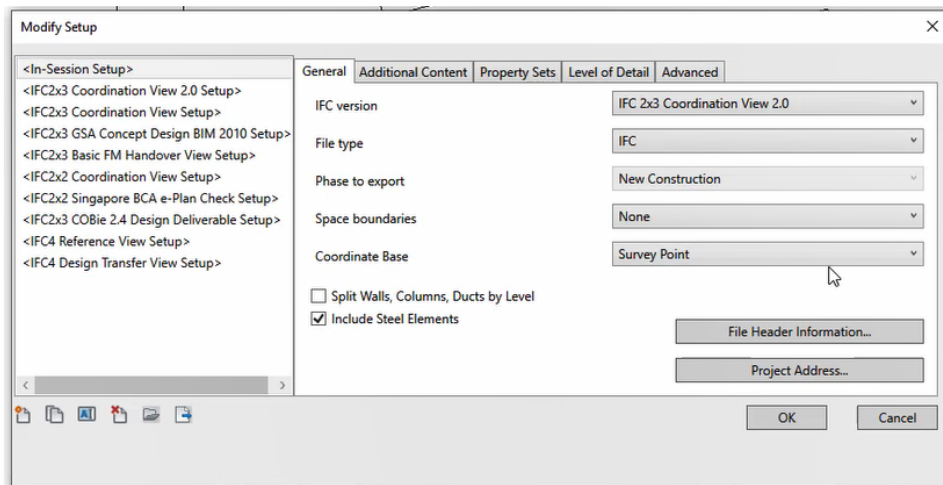 Modify Setup
<In-Session Setup>
<IFC2x3 Coordination View 2.0 Setup>
<IFC2x3 Coordination View Setup>
<IFC2x3 GSA Concept Design BIM 2010 Setup>
<IFC2x3 Basic FM Handover View Setup>
<IFC2x2 Coordination View Setup>
<IFC2x2 Singapore BCA e-Plan Check Setup>
<IFC2x3 COBie 2.4 Design Deliverable Setup>
<IFC4 Reference View Setup>
<IFC4 Design Transfer View Setup>
General Additional Content Property Sets Level of Detail Advanced
IFC version IFC 2x3 Coordination View 2.0
File type IFC
Phase to export New Construction
Space boundaries None
Coordinate Base Survey Point
Split Walls, Columns, Ducts by Level
Include Steel Elements
File Header Information...
Project Address...
OK Cancel